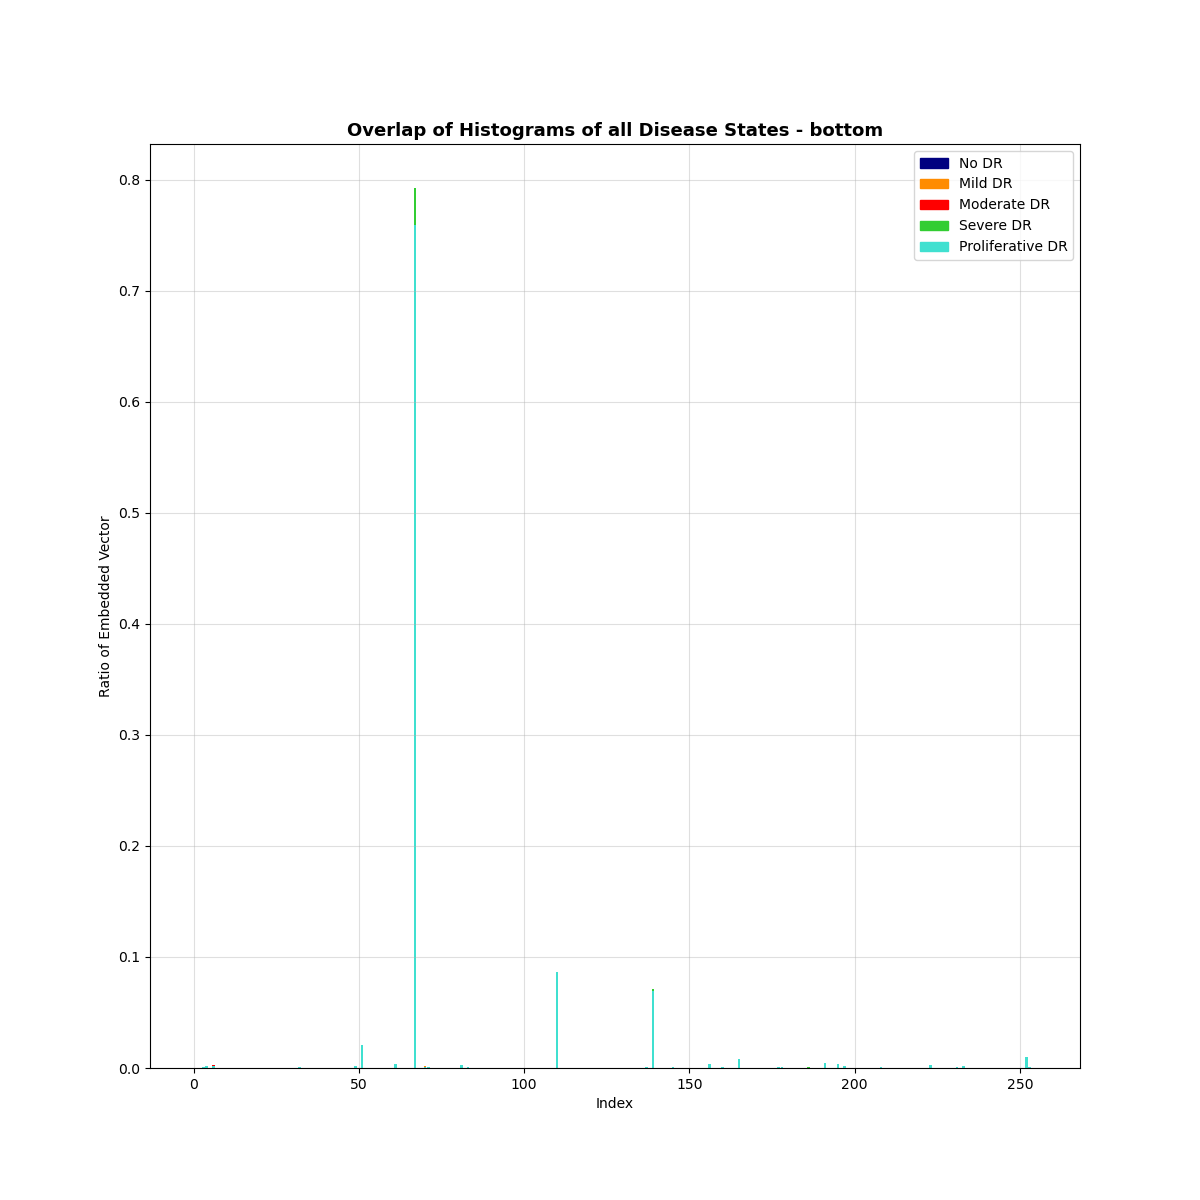 Overlap of Histograms of all Disease States - bottom
No DR
Mild DR
Moderate DR
Severe DR
Proliferative DR
0.8
0.7
0.6
0.5
0.4
0.3
0.2
0.1
0.0
Ratio of Embedded Vector
0 50 100 150 200 250
Index